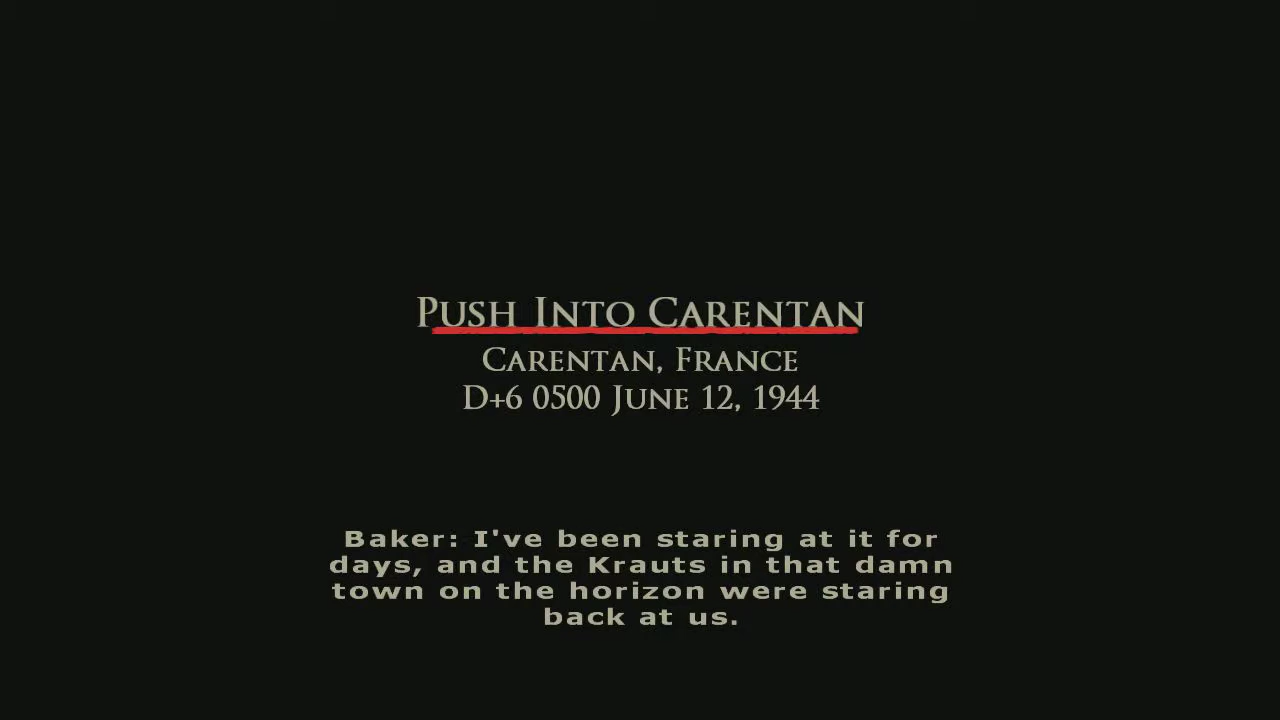 Push Into Carentan
Carentan, France
D+6 0500 June 12, 1944
Baker: I've been staring at it for
days, and the Krauts in that damn
town on the horizon were staring
back at us.